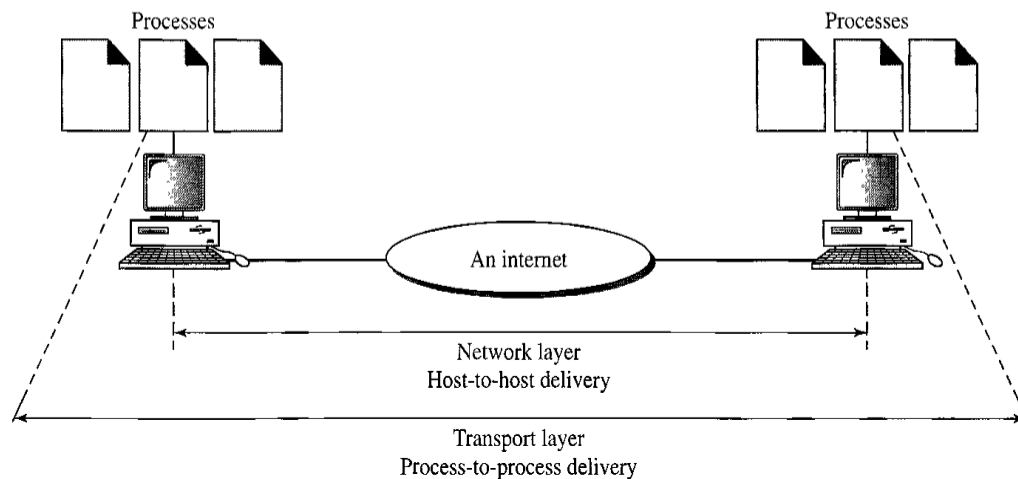 Processes
Processes
An internet
Network layer
Host-to-host delivery
Transport layer
Process-to-process delivery